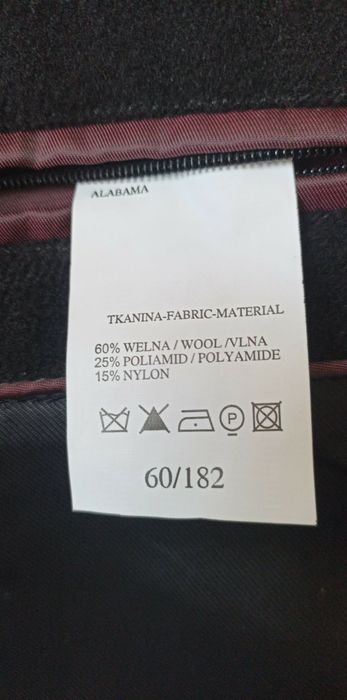 ALABAMA
TKANINA-FABRIC-MATERIAL
60% WELNA / WOOL /VLNA
25% POLIAMID / POLYAMIDE
15% NYLON
P
60/182